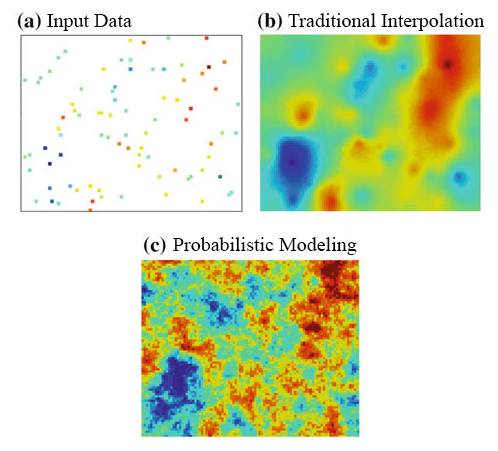 (a) Input Data
(b) Traditional Interpolation
(c) Probabilistic Modeling